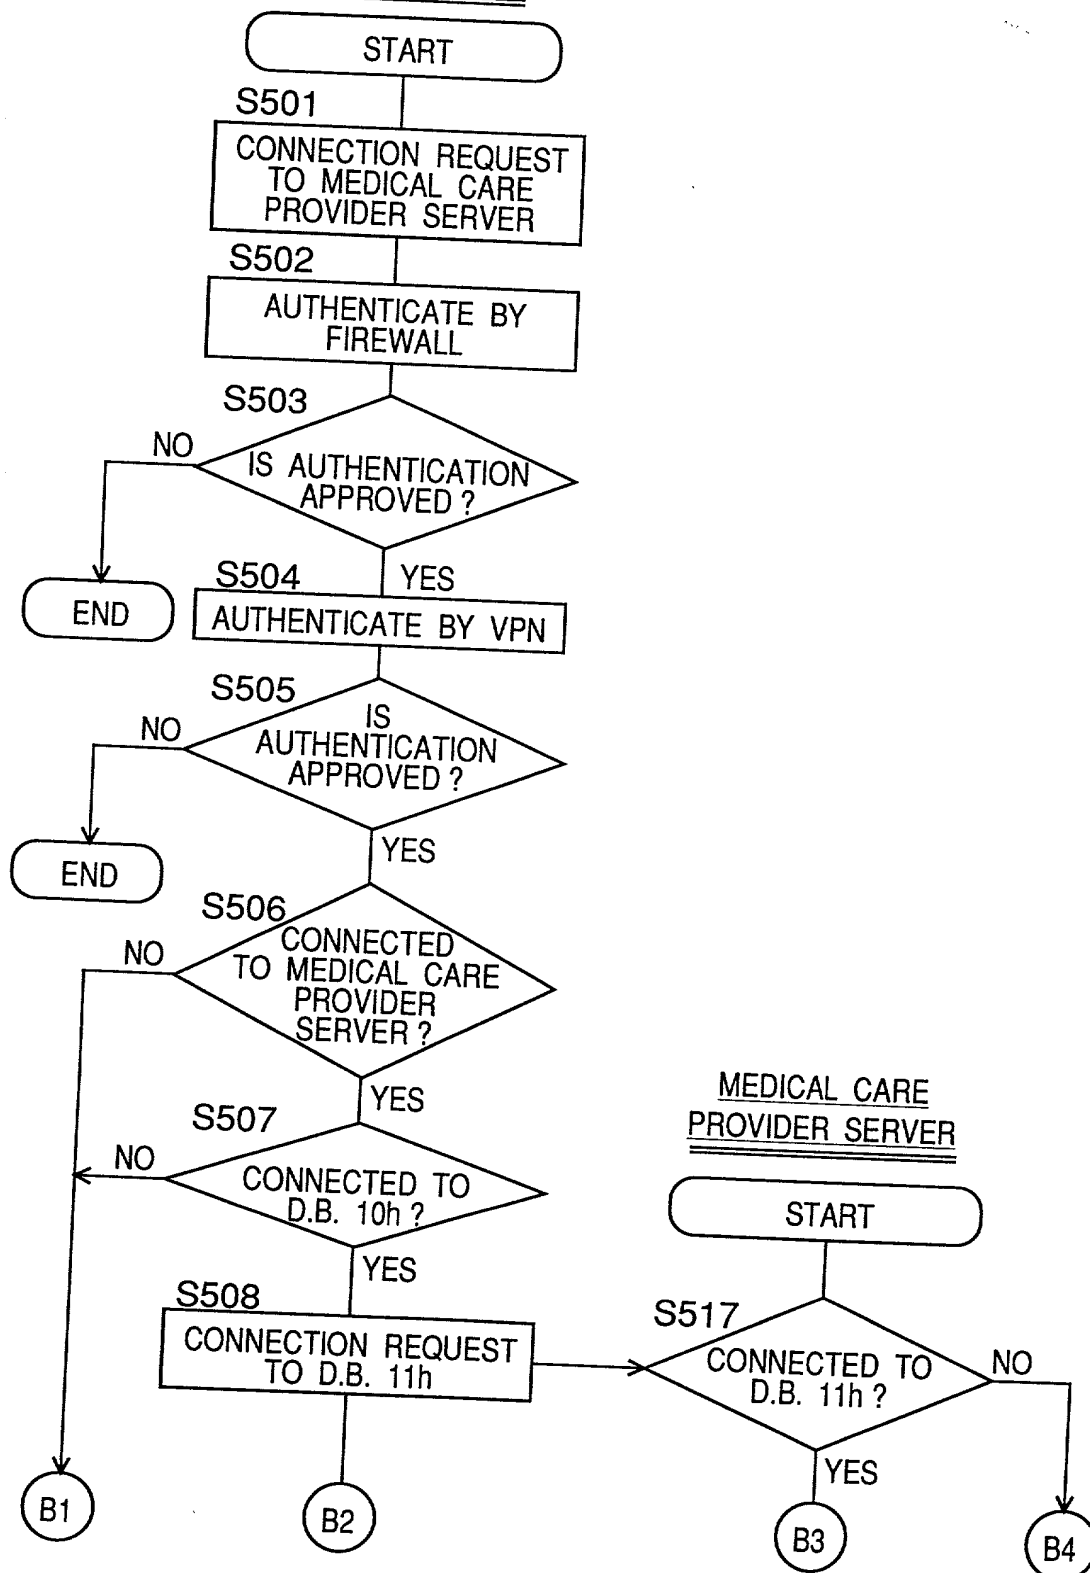 START
S501
CONNECTION REQUEST
TO MEDICAL CARE
PROVIDER SERVER
S502
AUTHENTICATE BY
FIREWALL
S503
NO
IS AUTHENTICATION
APPROVED ?
YES
END
S504
AUTHENTICATE BY VPN
S505
NO
IS
AUTHENTICATION
APPROVED ?
YES
END
S506
NO
CONNECTED
TO MEDICAL CARE
PROVIDER
SERVER ?
YES
S507
NO
CONNECTED TO
D.B. 10h ?
YES
S508
CONNECTION REQUEST
TO D.B. 11h
B1
B2
MEDICAL CARE
PROVIDER SERVER
START
S517
CONNECTED TO
D.B. 11h ?
NO
YES
B3
B4